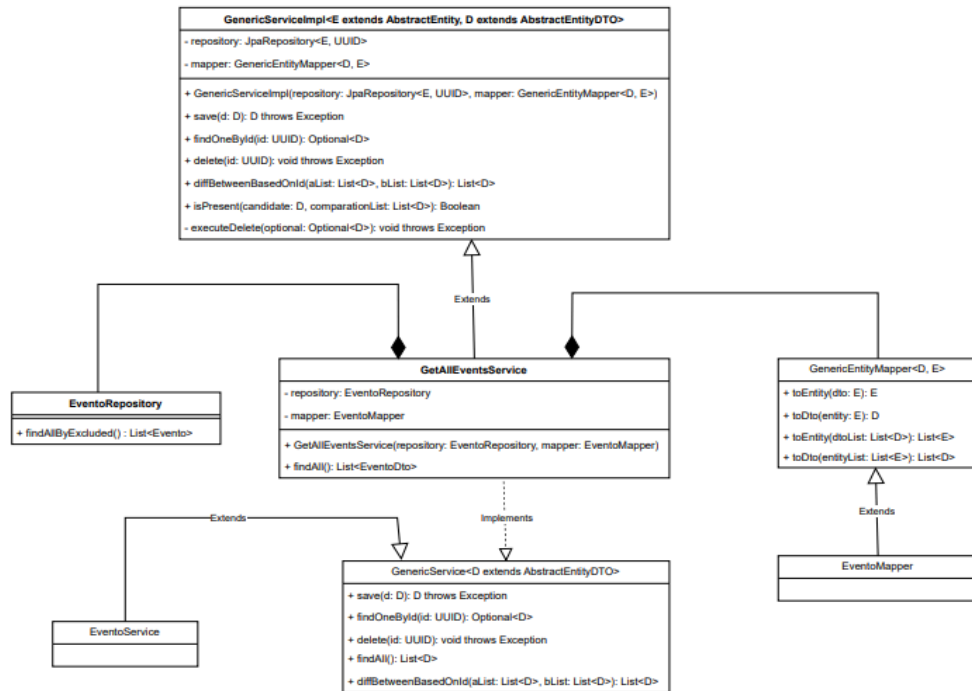 GenericServiceImpl<E extends AbstractEntity, D extends AbstractEntityDTO>
- repository: JpaRepository<E, UUID>
- mapper: GenericEntityMapper<D, E>
+ GenericServiceImpl(repository: JpaRepository<E, UUID>, mapper: GenericEntityMapper<D, E>)
+ save(d: D): D throws Exception
+ findOneById(id: UUID): Optional<D>
+ delete(id: UUID): void throws Exception
+ diffBetweenBasedOnId(aList: List<D>, bList: List<D>): List<D>
+ isPresent(candidate: D, comparationList: List<D>): Boolean
- executeDelete(optional: Optional<D>): void throws Exception
Extends
EventoRepository
+ findAllByExcluded() : List<Evento>
GetAllEventsService
- repository: EventoRepository
- mapper: EventoMapper
+ GetAllEventsService(repository: EventoRepository, mapper: EventoMapper)
+ findAll(): List<EventoDto>
GenericEntityMapper<D, E>
+ toEntity(dto: E): E
+ toDto(entity: E): D
+ toEntity(dtoList: List<D>): List<E>
+ toDto(entityList: List<E>): List<D>
Extends
Implements
Extends
EventoMapper
EventoService
GenericService<D extends AbstractEntityDTO>
+ save(d: D): D throws Exception
+ findOneById(id: UUID): Optional<D>
+ delete(id: UUID): void throws Exception
+ findAll(): List<D>
+ diffBetweenBasedOnId(aList: List<D>, bList: List<D>): List<D>